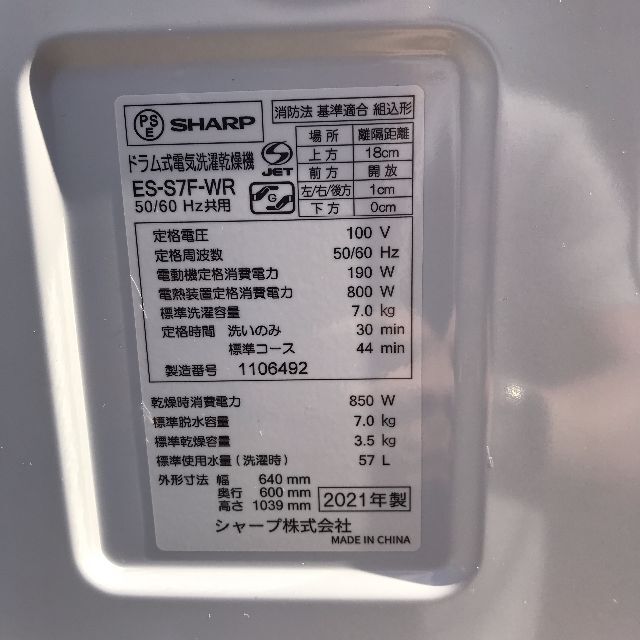 PS
E
SHARP
消防法 基準適合 組込形
場所 離隔距離
上方 18cm
前方 開放
左/右/後方 1cm
下方 0cm
ドラム式電気洗濯乾燥機
ES-S7F-WR
50/60 Hz共用
S
JET
G
定格電圧 100 V
定格周波数 50/60 Hz
電動機定格消費電力 190 W
電熱装置定格消費電力 800 W
標準洗濯容量 7.0 kg
定格時間 洗いのみ 30 min
標準コース 44 min
製造番号 1106492
乾燥時消費電力 850 W
標準脱水容量 7.0 kg
標準乾燥容量 3.5 kg
標準使用水量(洗濯時) 57 L
外形寸法 幅 640 mm
奥行 600 mm
高さ 1039 mm
2021年製
シャープ株式会社
MADE IN CHINA